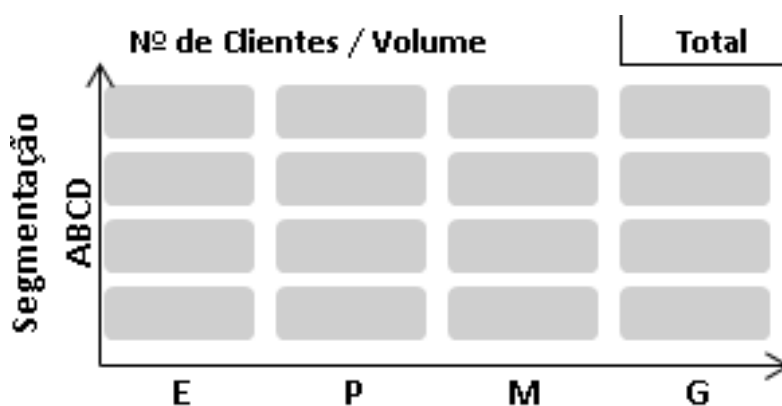 Nº de Clientes / Volume
Total
Segmentação
ABCD
E P M G